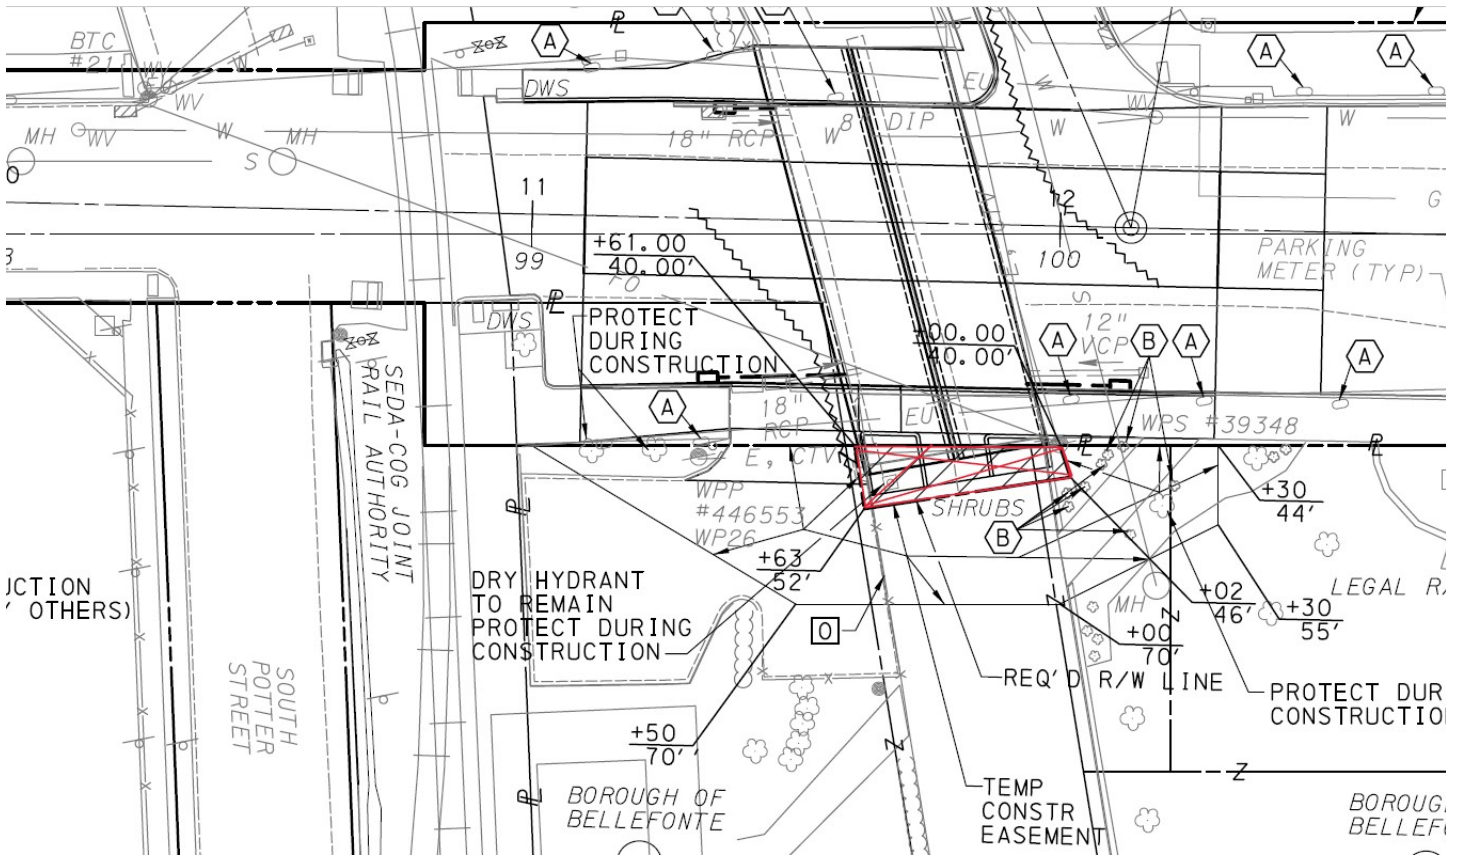 BTC
#21
WV
WV
WV
MH
W
MH
S
A
DWS
18" RCP
W
8" DIP
EU
W
WV
A
A
W
11
99
12
100
G
PARKING
METER (TYP)
+61.00
40.00'
DWS
PROTECT
DURING
CONSTRUCTION
+00.00
40.00'
S
12"
VCP
A
B
A
A
A
18"
RCP
EU
WPS #39348
E, CTV
WPP
#446553
WP26
SHRUBS
B
+30
44'
+63
52'
SEDA-COG JOINT
RAIL AUTHORITY
UCTION
OTHERS)
DRY HYDRANT
TO REMAIN
PROTECT DURING
CONSTRUCTION
O
MH
+02
46'
+30
55'
LEGAL R/
+00
70'
Z
Z
REQ'D R/W LINE
PROTECT DUR
CONSTRUCTIO
SOUTH
POTTER
STREET
+50
70'
Z
Z
TEMP
CONSTR
EASEMENT
BOROUGH OF
BELLEFONTE
BOROUG
BELLEF